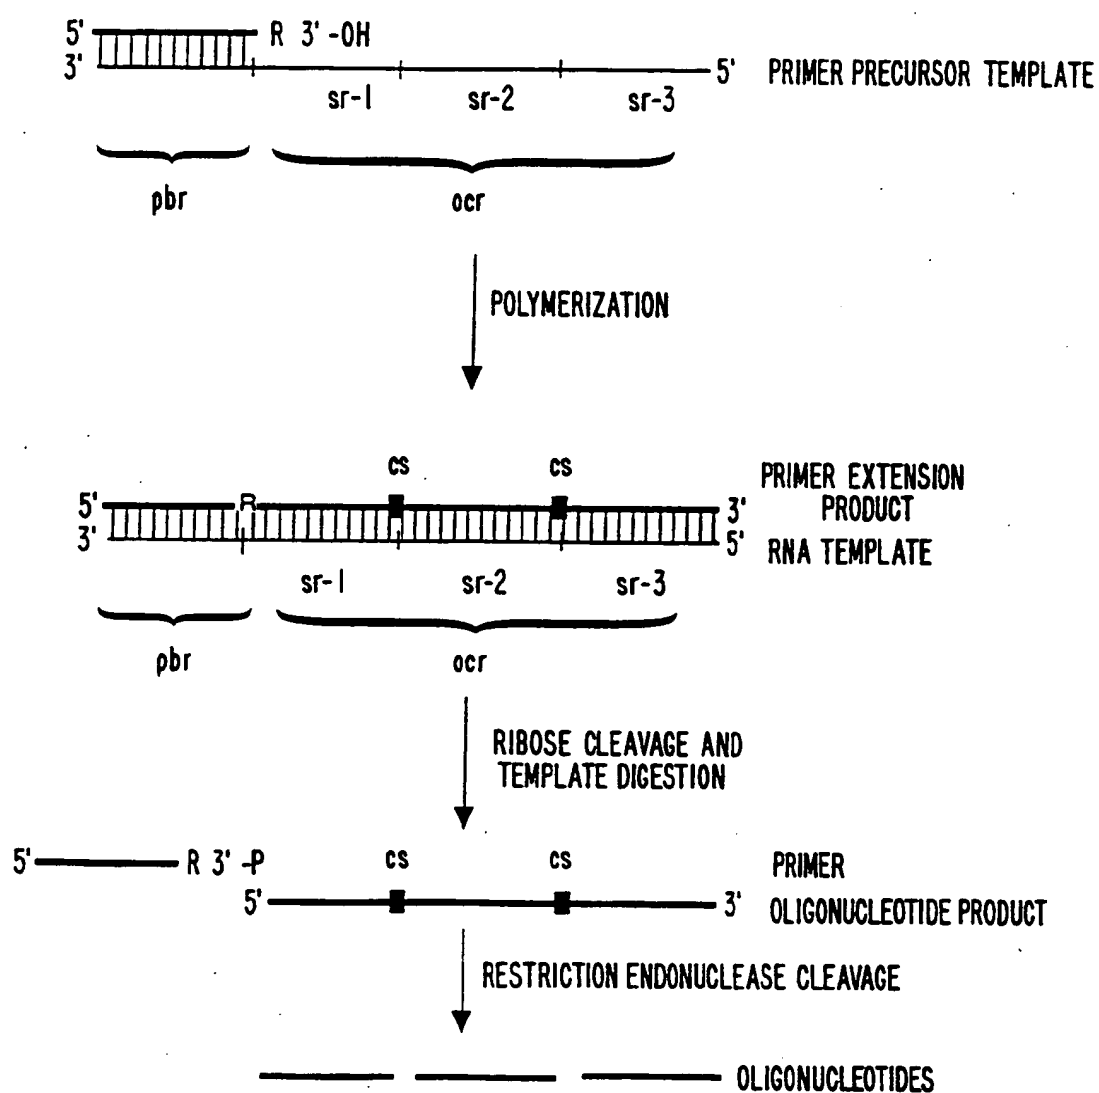 5' R 3'-OH
3' 5' PRIMER PRECURSOR TEMPLATE
sr-1 sr-2 sr-3
pbr ocr
POLYMERIZATION
cs cs
PRIMER EXTENSION
5' R 3' PRODUCT
3' 5' RNA TEMPLATE
sr-1 sr-2 sr-3
pbr ocr
RIBOSE CLEAVAGE AND
TEMPLATE DIGESTION
5' R 3'-P cs cs PRIMER
5' 3' OLIGONUCLEOTIDE PRODUCT
RESTRICTION ENDONUCLEASE CLEAVAGE
OLIGONUCLEOTIDES